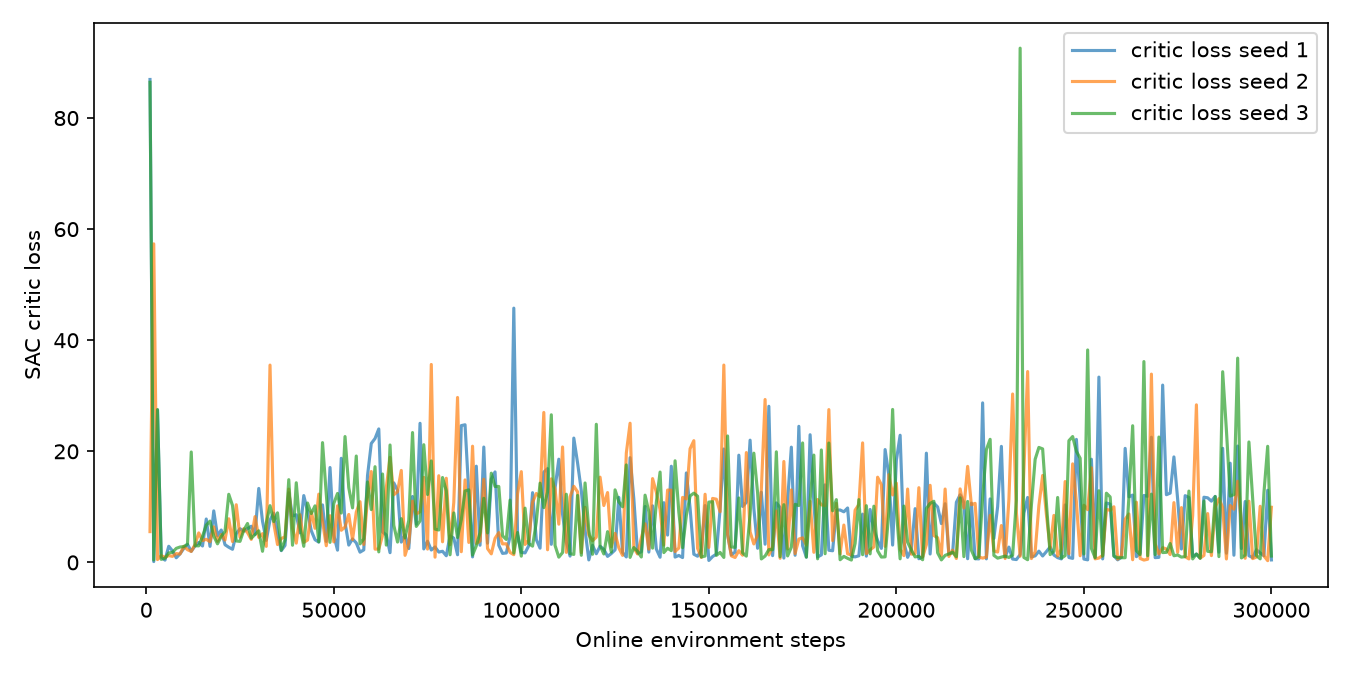 critic loss seed 1
critic loss seed 2
critic loss seed 3
SAC critic loss
80
60
40
20
0
0 50000 100000 150000 200000 250000 300000
Online environment steps